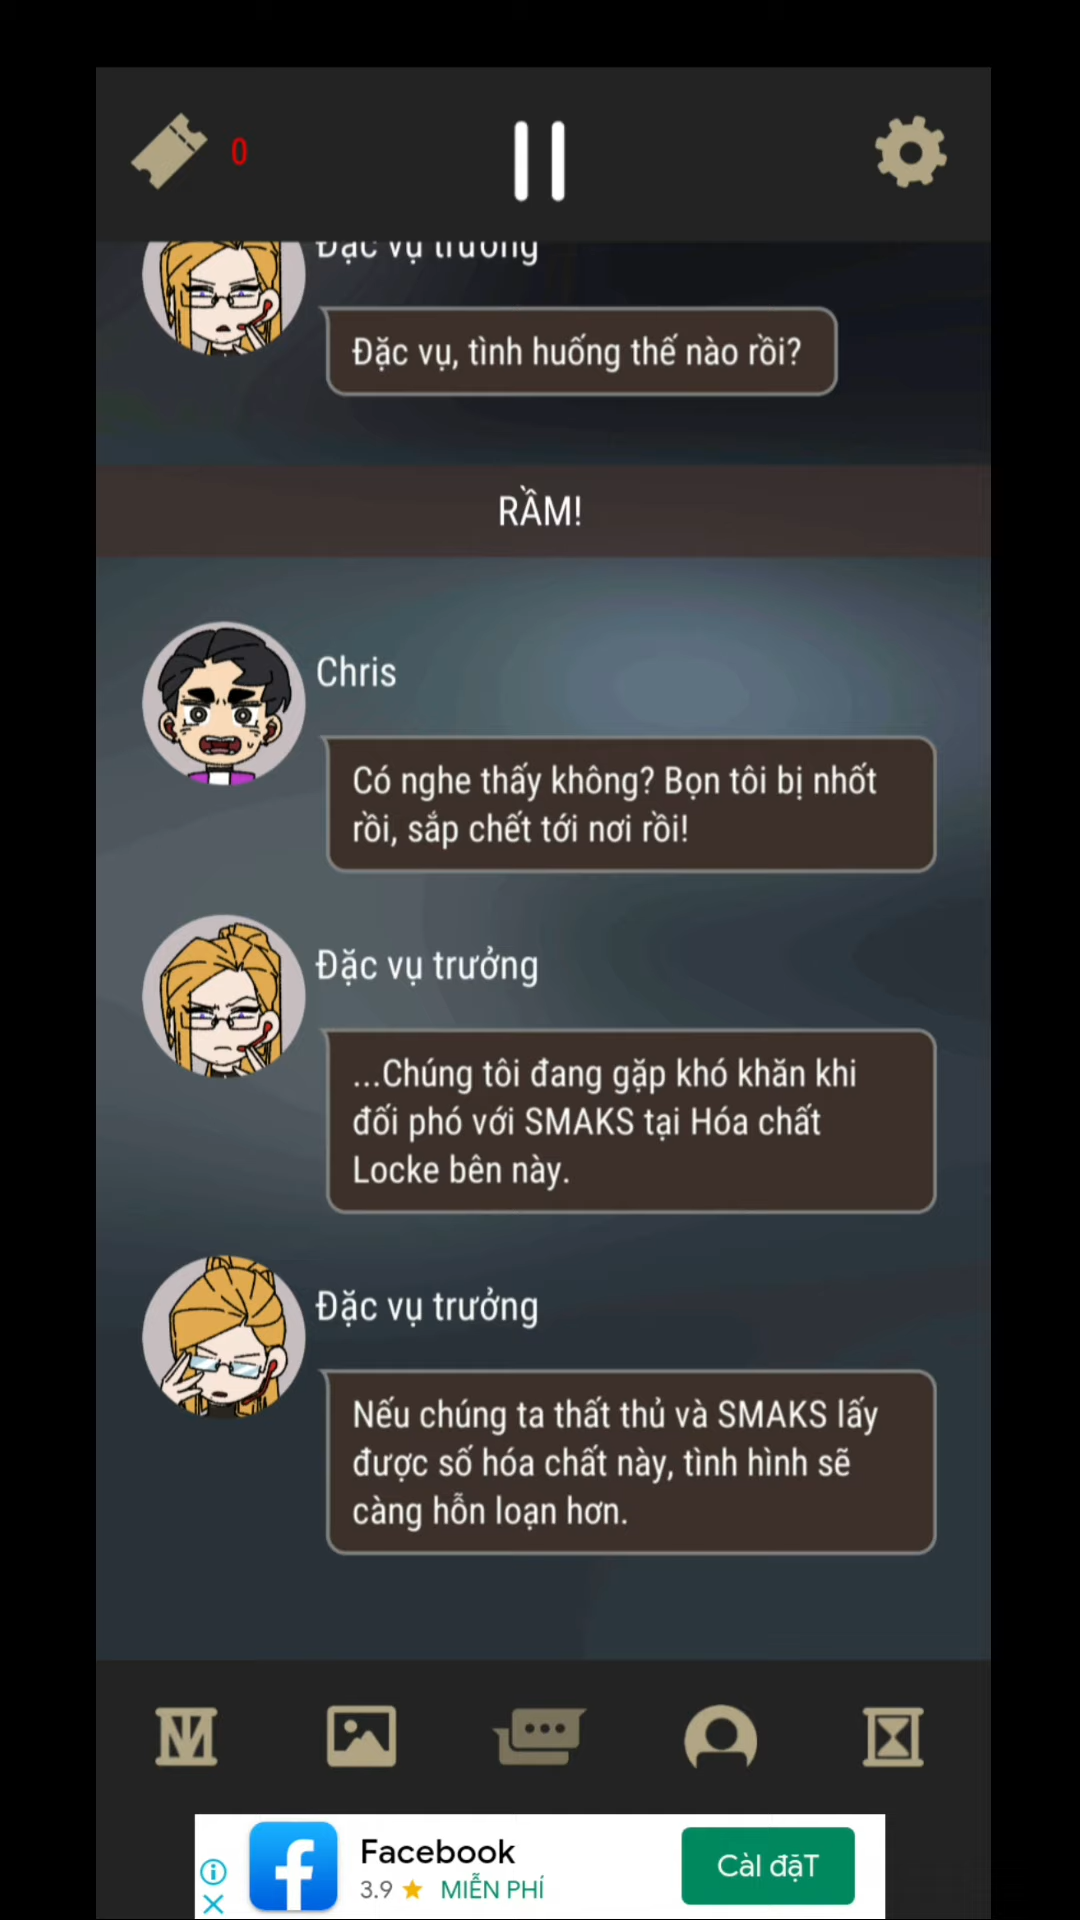 0
Đặc vụ trưởng
Đặc vụ, tình huống thế nào rồi?
RẦM!
Chris
Có nghe thấy không? Bọn tôi bị nhốt
rồi, sắp chết tới nơi rồi!
Đặc vụ trưởng
...Chúng tôi đang gặp khó khăn khi
đối phó với SMAKS tại Hóa chất
Locke bên này.
Đặc vụ trưởng
Nếu chúng ta thất thủ và SMAKS lấy
được số hóa chất này, tình hình sẽ
càng hỗn loạn hơn.
Facebook
3.9 ★ MIỄN PHÍ
Cài đặT